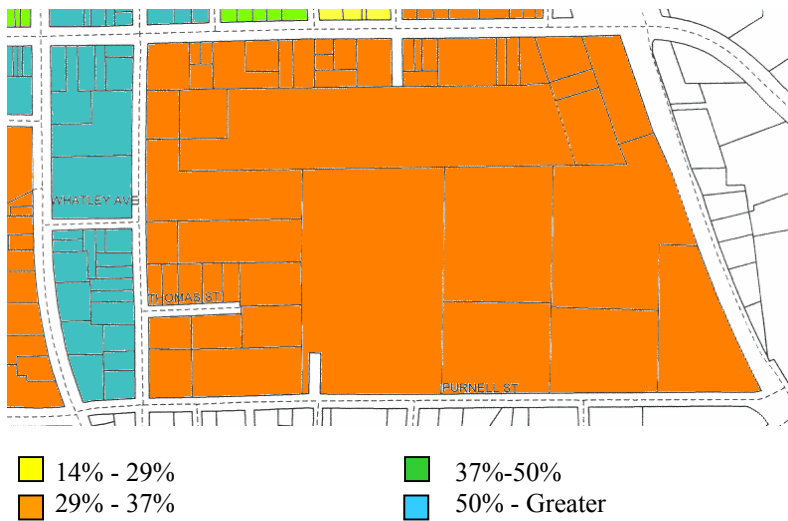 WHATLEY AVE
THOMAS ST
PURNELL ST
14% - 29%
37%-50%
29% - 37%
50% - Greater